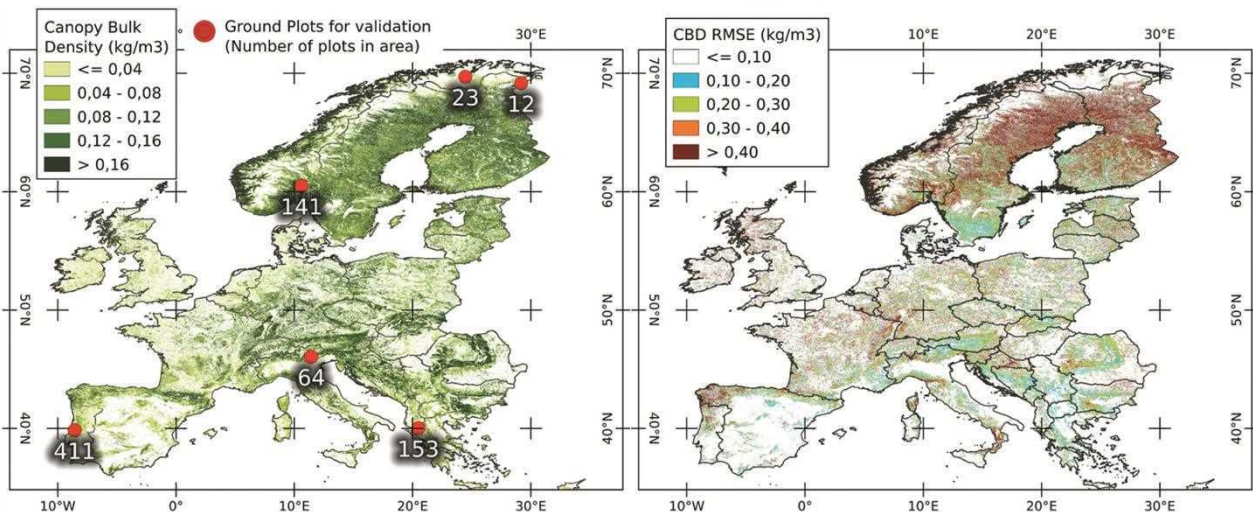 Canopy Bulk
Density (kg/m3)
<= 0,04
0,04 - 0,08
0,08 - 0,12
0,12 - 0,16
> 0,16
Ground Plots for validation
(Number of plots in area)
30°E
70°N
60°N
50°N
40°N
23
12
141
64
411
153
10°W
0°
10°E
20°E
30°E
CBD RMSE (kg/m3)
<= 0,10
0,10 - 0,20
0,20 - 0,30
0,30 - 0,40
> 0,40
30°E
70°N
60°N
50°N
40°N
70°N
60°N
50°N
40°N
10°W
0°
10°E
20°E
30°E